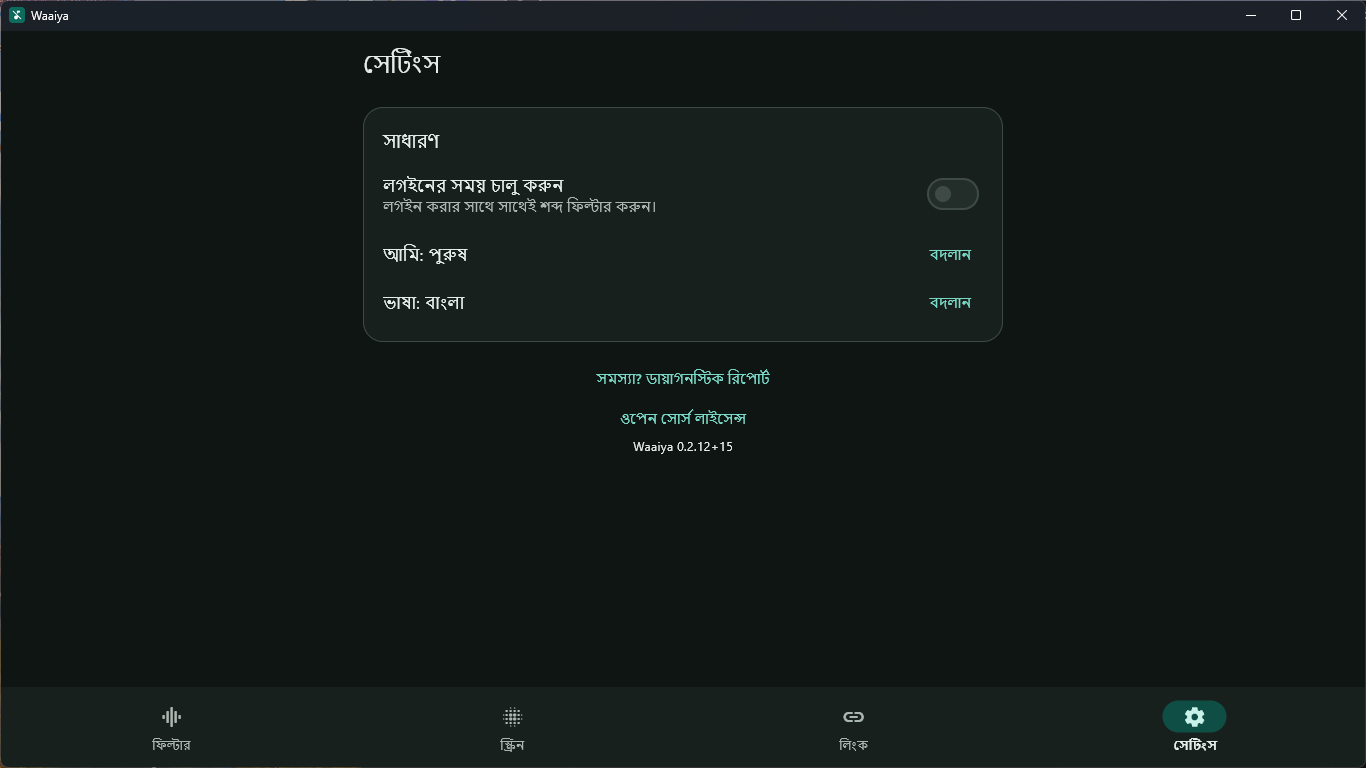 Waaiya
সেটিংস
সাধারণ
লগইনের সময় চালু করুন
লগইন করার সাথে সাথেই শব্দ ফিল্টার করুন।
আমি: পুরুষ
বদলান
ভাষা: বাংলা
বদলান
সমস্যা? ডায়াগনস্টিক রিপোর্ট
ওপেন সোর্স লাইসেন্স
Waaiya 0.2.12+15
ফিল্টার
স্ক্রিন
লিংক
সেটিংস